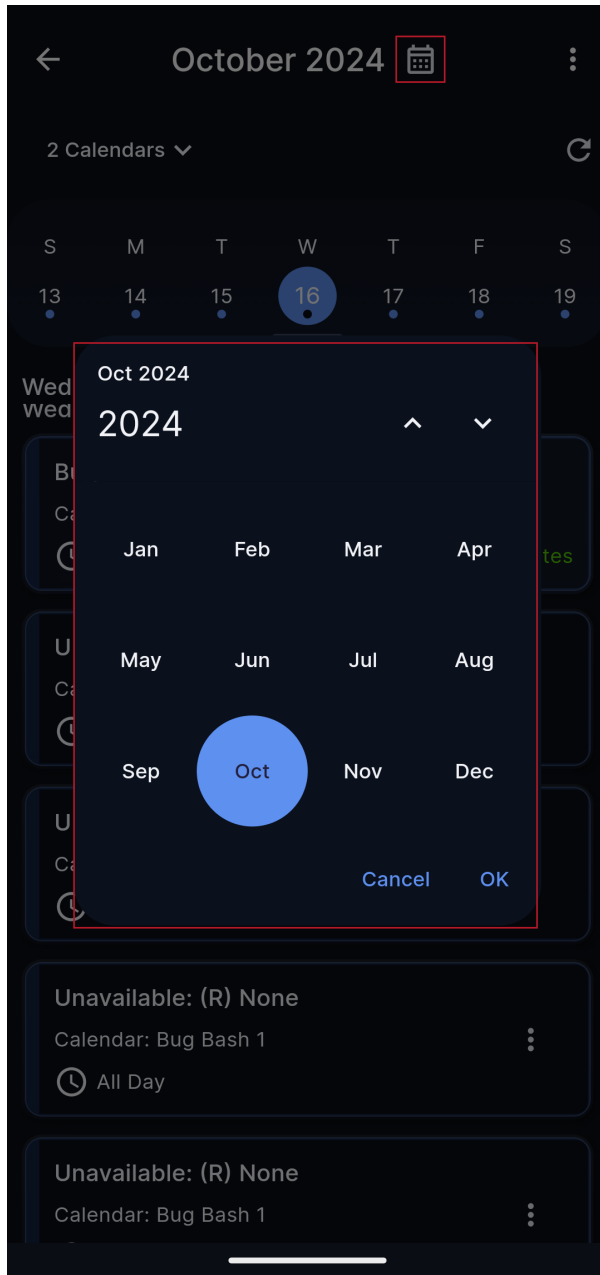 October 2024
2 Calendars
S M T W T F S
13 14 15 16 17 18 19
Wed
Oct 2024
2024
Jan Feb Mar Apr
May Jun Jul Aug
Sep Oct Nov Dec
Cancel OK
Unavailable: (R) None
Calendar: Bug Bash 1
All Day
Unavailable: (R) None
Calendar: Bug Bash 1